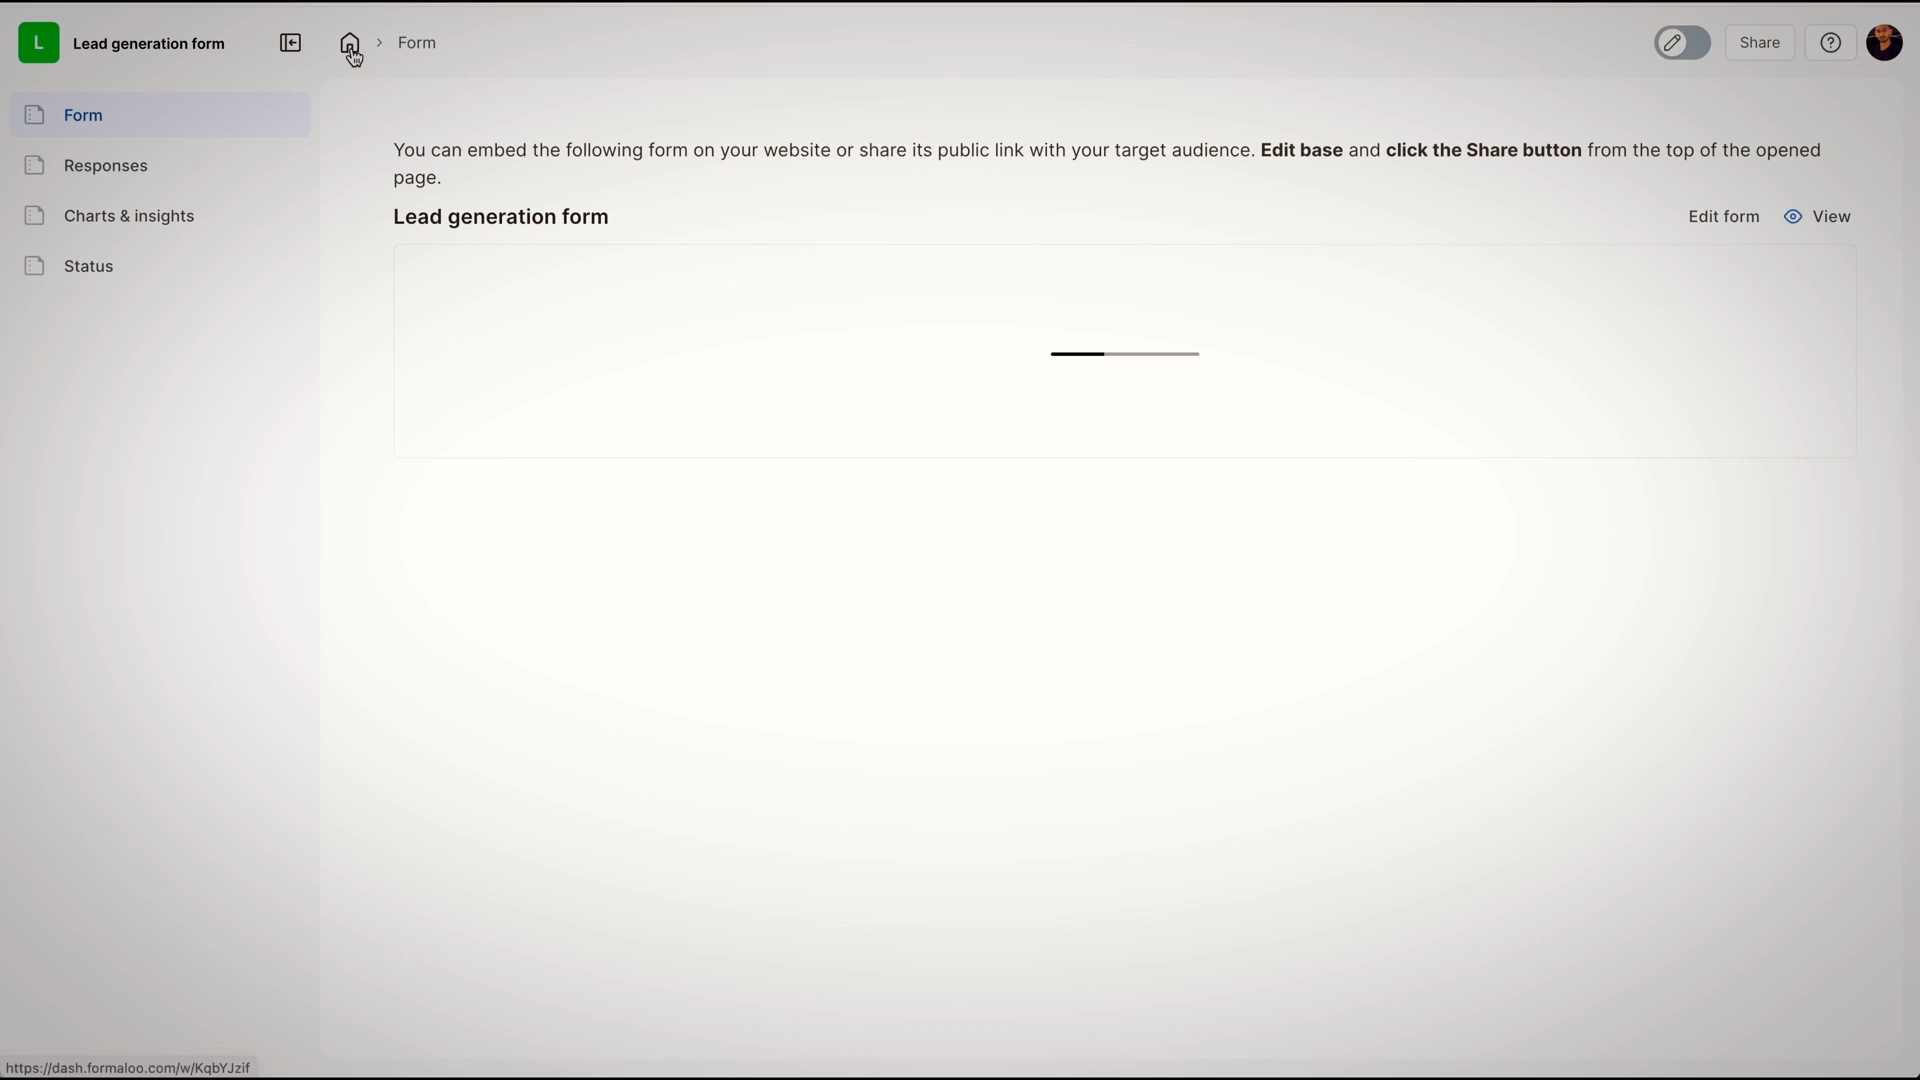 L Lead generation form
Form
Share
Form
Responses
Charts & insights
Status
You can embed the following form on your website or share its public link with your target audience. Edit base and click the Share button from the top of the opened
page.
Lead generation form
Edit form
View
https://dash.formaloo.com/w/KqbYJzif